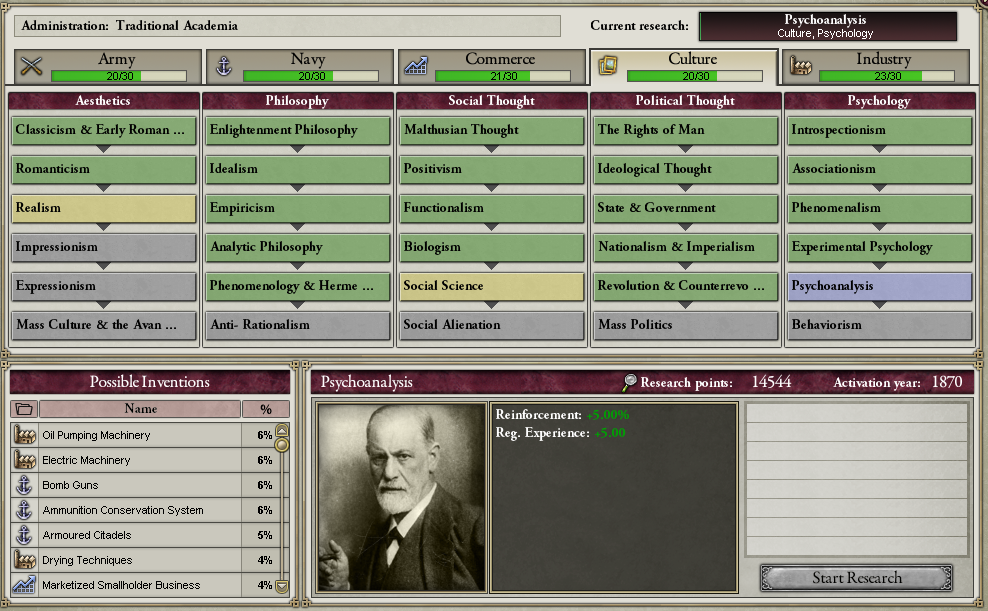 Administration: Traditional Academia
Current research:
Psychoanalysis
Culture, Psychology
Army
20/30
Navy
20/30
Commerce
21/30
Culture
20/30
Industry
23/30
Aesthetics
Philosophy
Social Thought
Political Thought
Psychology
Classicism & Early Roman ...
Enlightenment Philosophy
Malthusian Thought
The Rights of Man
Introspectionism
Romanticism
Idealism
Positivism
Ideological Thought
Associationism
Realism
Empiricism
Functionalism
State & Government
Phenomenalism
Impressionism
Analytic Philosophy
Biologism
Nationalism & Imperialism
Experimental Psychology
Expressionism
Phenomenology & Herme ...
Social Science
Revolution & Counterrevo ...
Psychoanalysis
Mass Culture & the Avan ...
Anti- Rationalism
Social Alienation
Mass Politics
Behaviorism
Possible Inventions
Name %
Oil Pumping Machinery 6%
Electric Machinery 6%
Bomb Guns 6%
Ammunition Conservation System 6%
Armoured Citadels 5%
Drying Techniques 4%
Marketized Smallholder Business 4%
Psychoanalysis
Research points: 14544
Activation year: 1870
Reinforcement: +5.00%
Reg. Experience: +5.00
Start Research